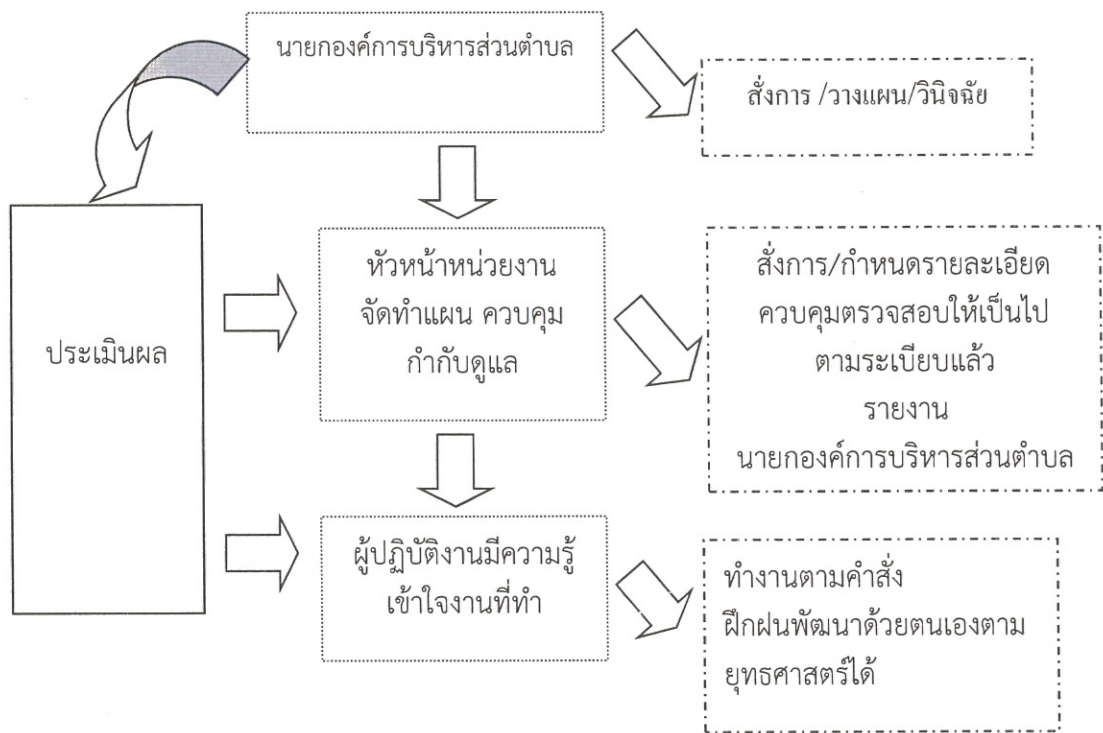 นายกองค์การบริหารส่วนตำบล
สั่งการ /วางแผน/วินิจฉัย
หัวหน้าหน่วยงาน
จัดทำแผน ควบคุม
กำกับดูแล
สั่งการ/กำหนดรายละเอียด
ควบคุมตรวจสอบให้เป็นไป
ตามระเบียบแล้ว
รายงาน
นายกองค์การบริหารส่วนตำบล
ประเมินผล
ผู้ปฏิบัติงานมีความรู้
เข้าใจงานที่ทำ
ทำงานตามคำสั่ง
ฝึกฝนพัฒนาด้วยตนเองตาม
ยุทธศาสตร์ได้